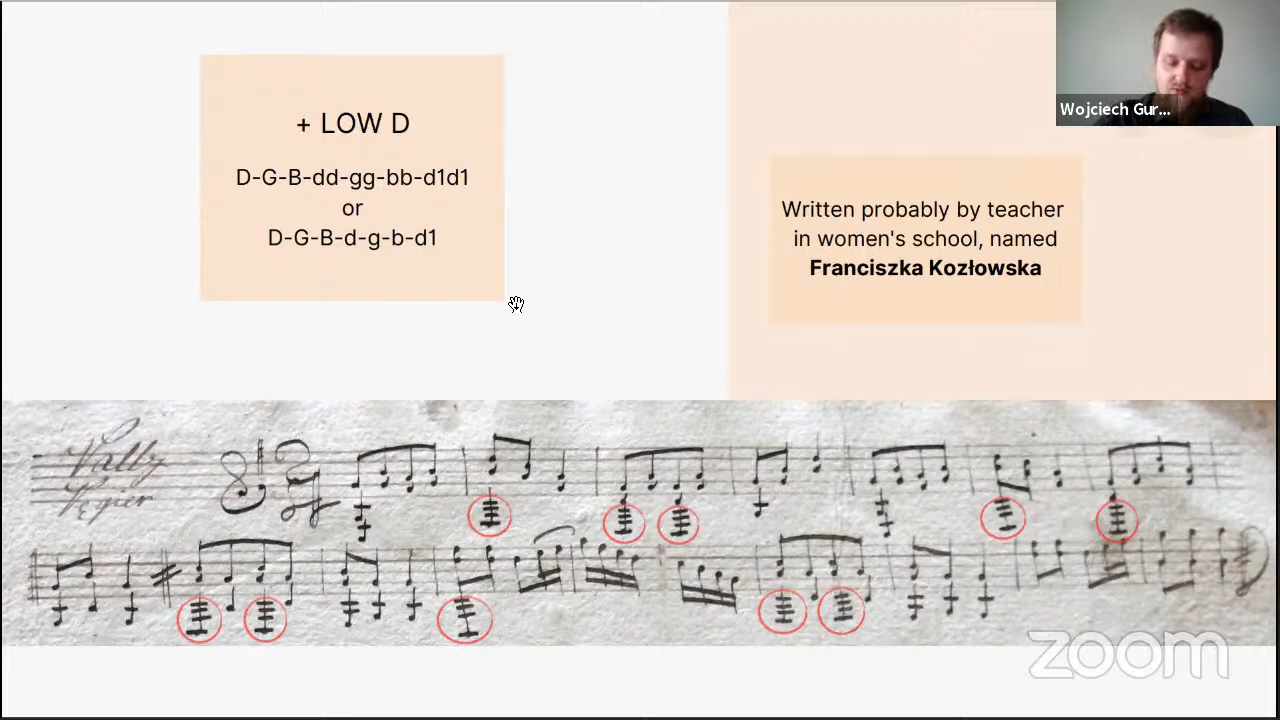 + LOW D
D-G-B-dd-gg-bb-d1d1
or
D-G-B-d-g-b-d1
Written probably by teacher
in women's school, named
Franciszka Kozłowska
Wojciech Gur...
zoom